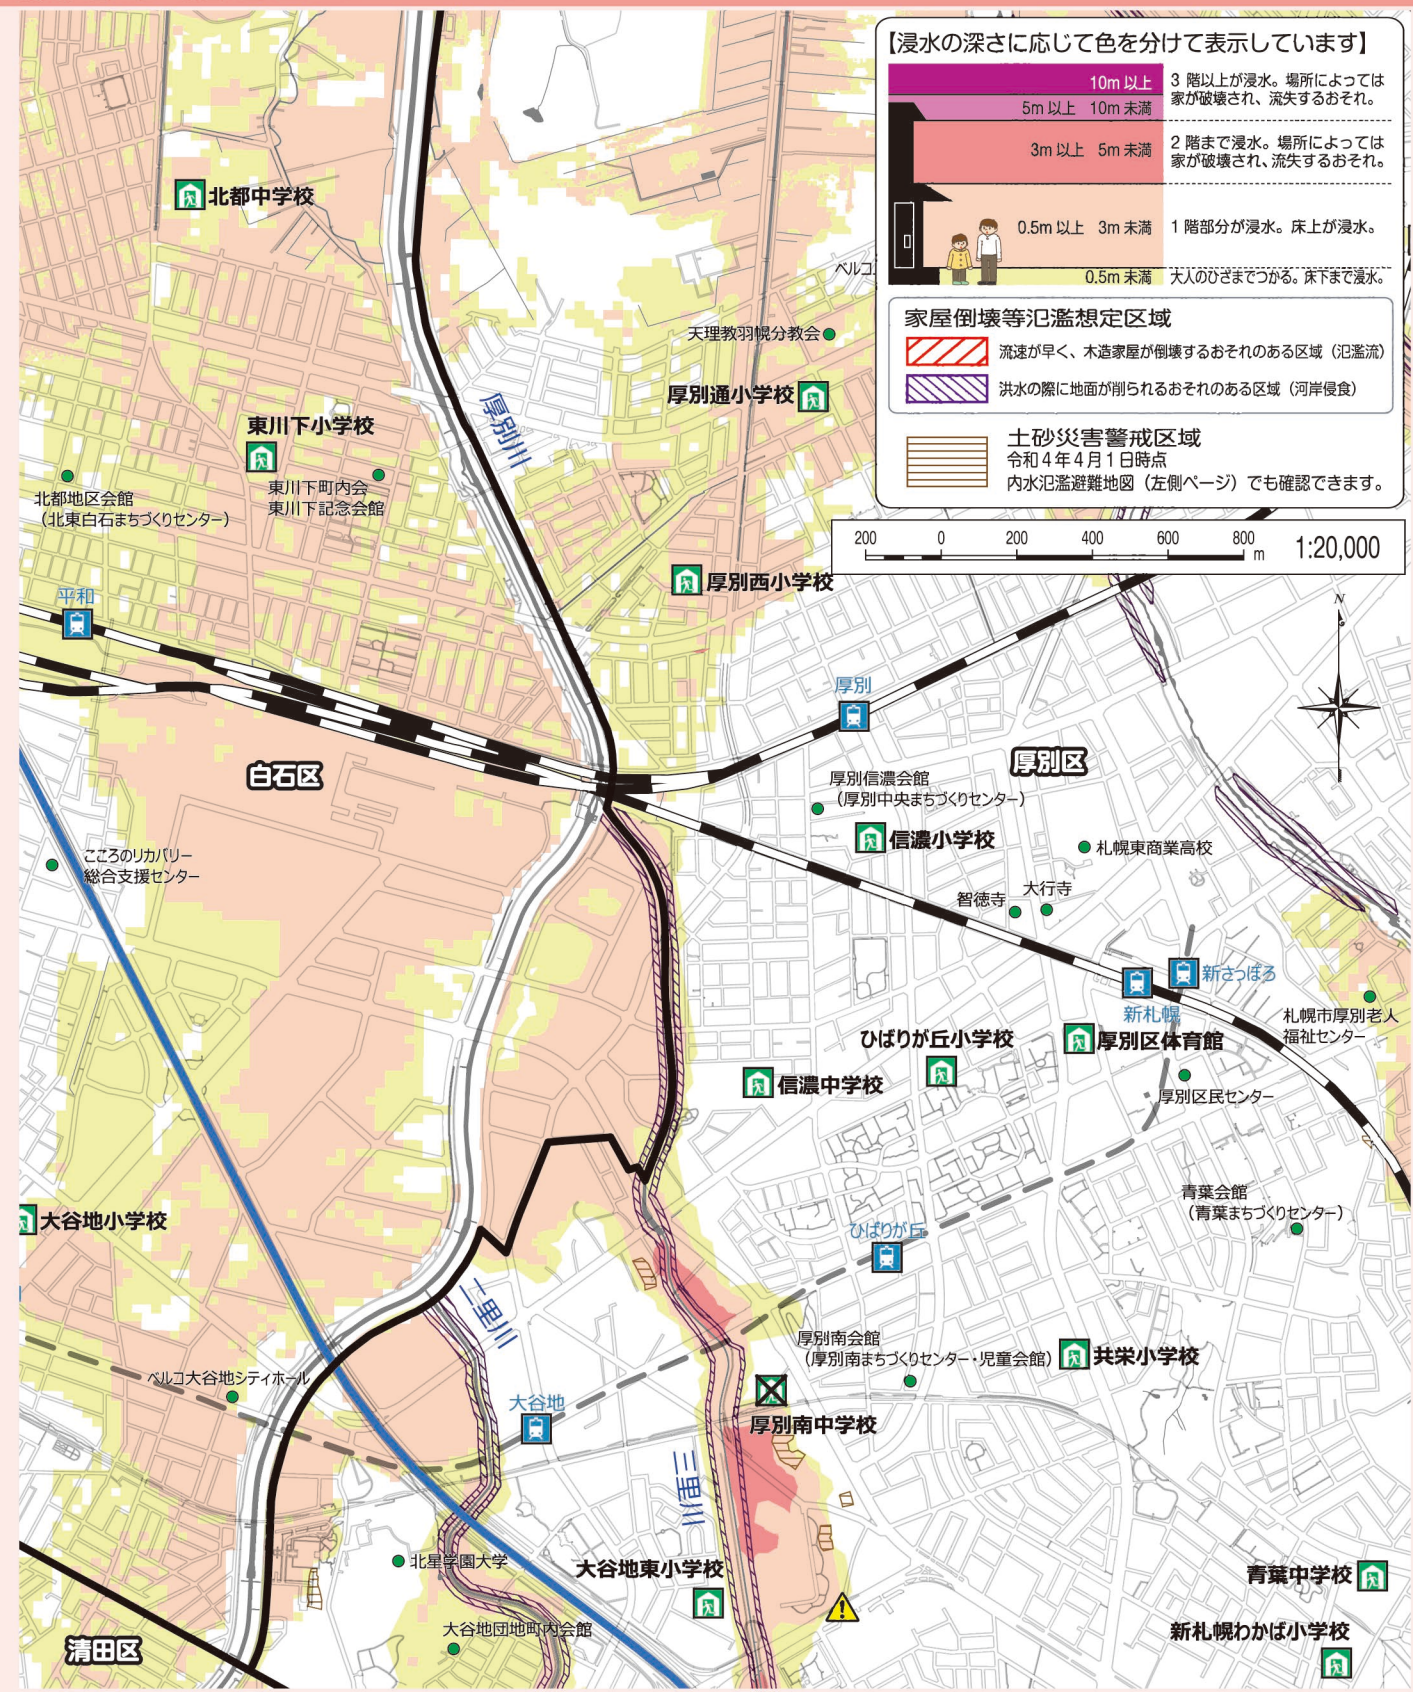 【浸水の深さに応じて色を分けて表示しています】
10m 以上
5m 以上 10m 未満
3 階以上が浸水。場所によっては
家が破壊され、流失するおそれ。
3m 以上 5m 未満
2 階まで浸水。場所によっては
家が破壊され、流失するおそれ。
0.5m 以上 3m 未満
1 階部分が浸水。床上が浸水。
0.5m 未満
大人のひざまでつかる。床下まで浸水。
家屋倒壊等氾濫想定区域
流速が早く、木造家屋が倒壊するおそれのある区域（氾濫流）
洪水の際に地面が削られるおそれのある区域（河岸侵食）
土砂災害警戒区域
令和４年４月１日時点
内水氾濫避難地図（左側ページ）でも確認できます。
200 0 200 400 600 800 m
1:20,000
N
北都中学校
ベルコ
天理教羽幌分教会
厚別通小学校
厚別川
東川下小学校
東川下町内会
東川下記念会館
北都地区会館
（北東白石まちづくりセンター）
厚別西小学校
平和
厚別
白石区
厚別区
厚別信濃会館
（厚別中央まちづくりセンター）
信濃小学校
札幌東商業高校
こころのリカバリー
総合支援センター
智徳寺
大行寺
新さっぽろ
新札幌
札幌市厚別老人
福祉センター
ひばりが丘小学校
厚別区体育館
信濃中学校
厚別区民センター
青葉会館
（青葉まちづくりセンター）
大谷地小学校
ひばりが丘
二里川
厚別南会館
（厚別南まちづくりセンター・児童会館）
共栄小学校
ベルコ大谷地シティホール
大谷地
厚別南中学校
三里川
北星学園大学
大谷地東小学校
青葉中学校
大谷地団地町内会館
新札幌わかば小学校
清田区